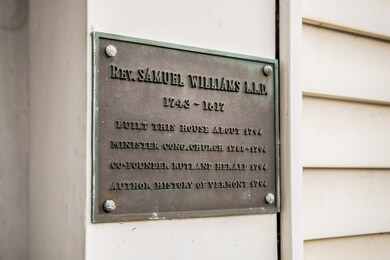 REV. SAMUEL WILLIAMS L.L.D.
1743 - 1817
BUILT THIS HOUSE ABOUT 1794
MINISTER CONG. CHURCH 1788-1794
CO-FOUNDER RUTLAND HERALD 1794
AUTHOR HISTORY OF VERMONT 1794